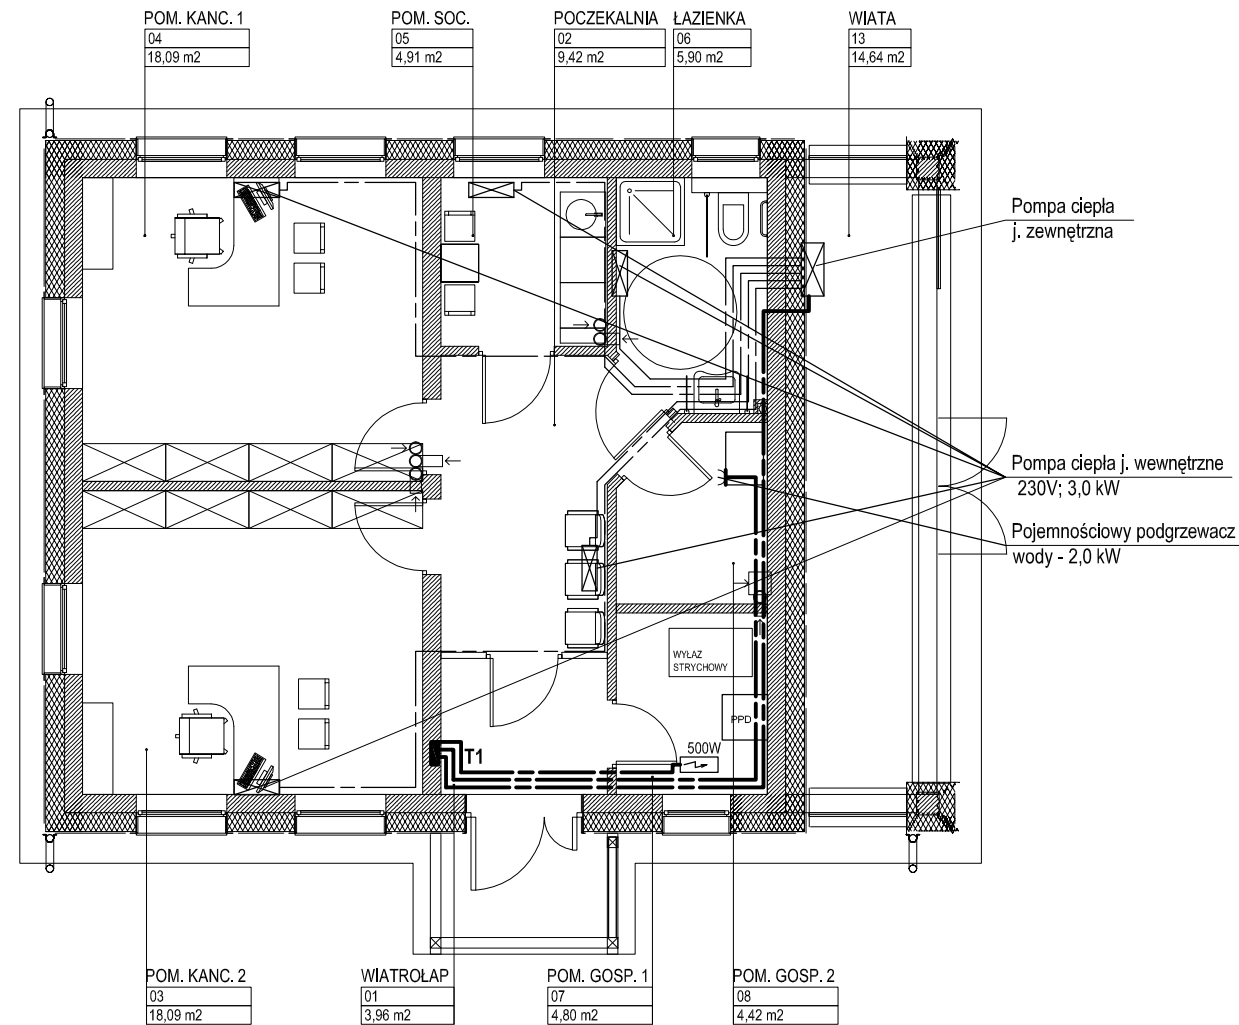 POM. KANC. 1
04
18,09 m2
POM. SOC.
05
4,91 m2
POCZEKALNIA
02
9,42 m2
ŁAZIENKA
06
5,90 m2
WIATA
13
14,64 m2
Pompa ciepła
j. zewnętrzna
Pompa ciepła j. wewnętrzne
230V; 3,0 kW
Pojemnościowy podgrzewacz
wody - 2,0 kW
WYŁAZ
STRYCHOWY
PPD
500W
T1
POM. KANC. 2
03
18,09 m2
WIATROŁAP
01
3,96 m2
POM. GOSP. 1
07
4,80 m2
POM. GOSP. 2
08
4,42 m2